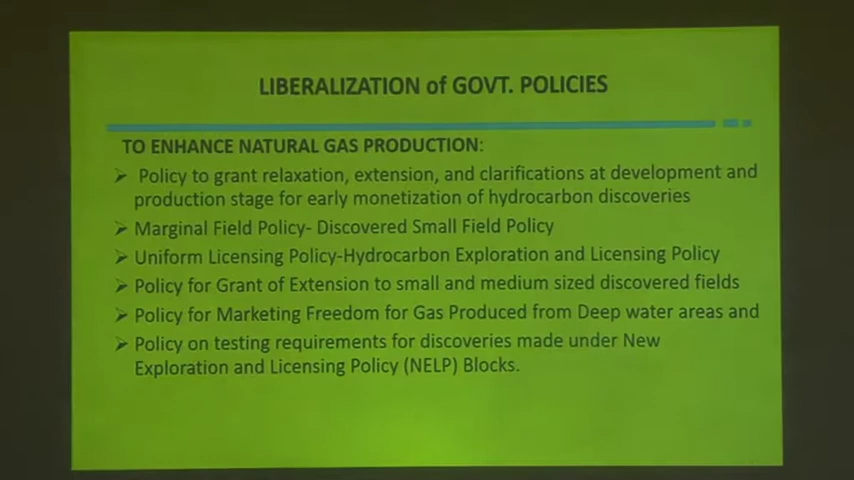 LIBERALIZATION of GOVT. POLICIES
TO ENHANCE NATURAL GAS PRODUCTION:
➢ Policy to grant relaxation, extension, and clarifications at development and
production stage for early monetization of hydrocarbon discoveries
➢ Marginal Field Policy- Discovered Small Field Policy
➢ Uniform Licensing Policy-Hydrocarbon Exploration and Licensing Policy
➢ Policy for Grant of Extension to small and medium sized discovered fields
➢ Policy for Marketing Freedom for Gas Produced from Deep water areas and
➢ Policy on testing requirements for discoveries made under New
Exploration and Licensing Policy (NELP) Blocks.